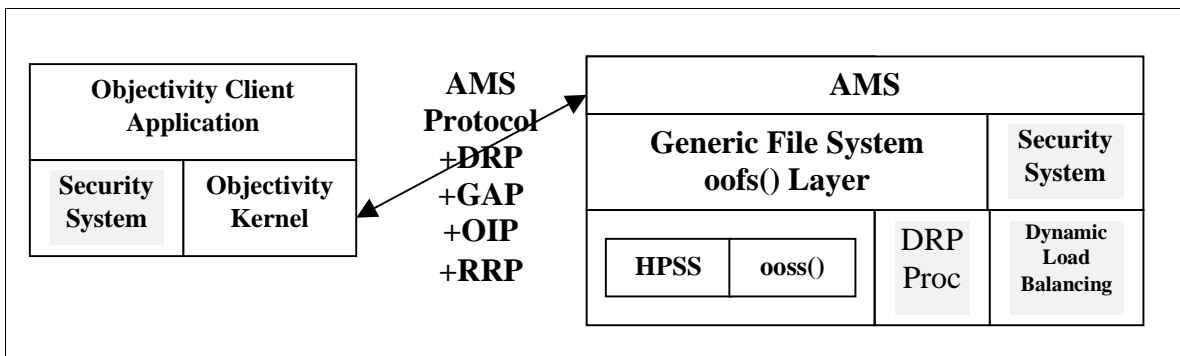 Objectivity Client
Application
Security
System
Objectivity
Kernel
AMS
Protocol
+DRP
+GAP
+OIP
+RRP
AMS
Generic File System
oofs() Layer
Security
System
HPSS
ooss()
DRP
Proc
Dynamic
Load
Balancing